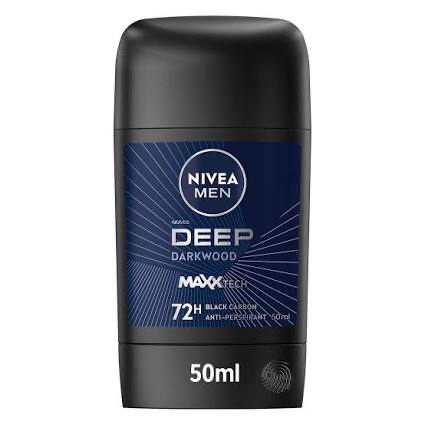 NIVEA
MEN
DEEP
DARKWOOD
MAXXTECH
72H BLACK CARBON
ANTI-PERSPIRANT 50ml
50ml